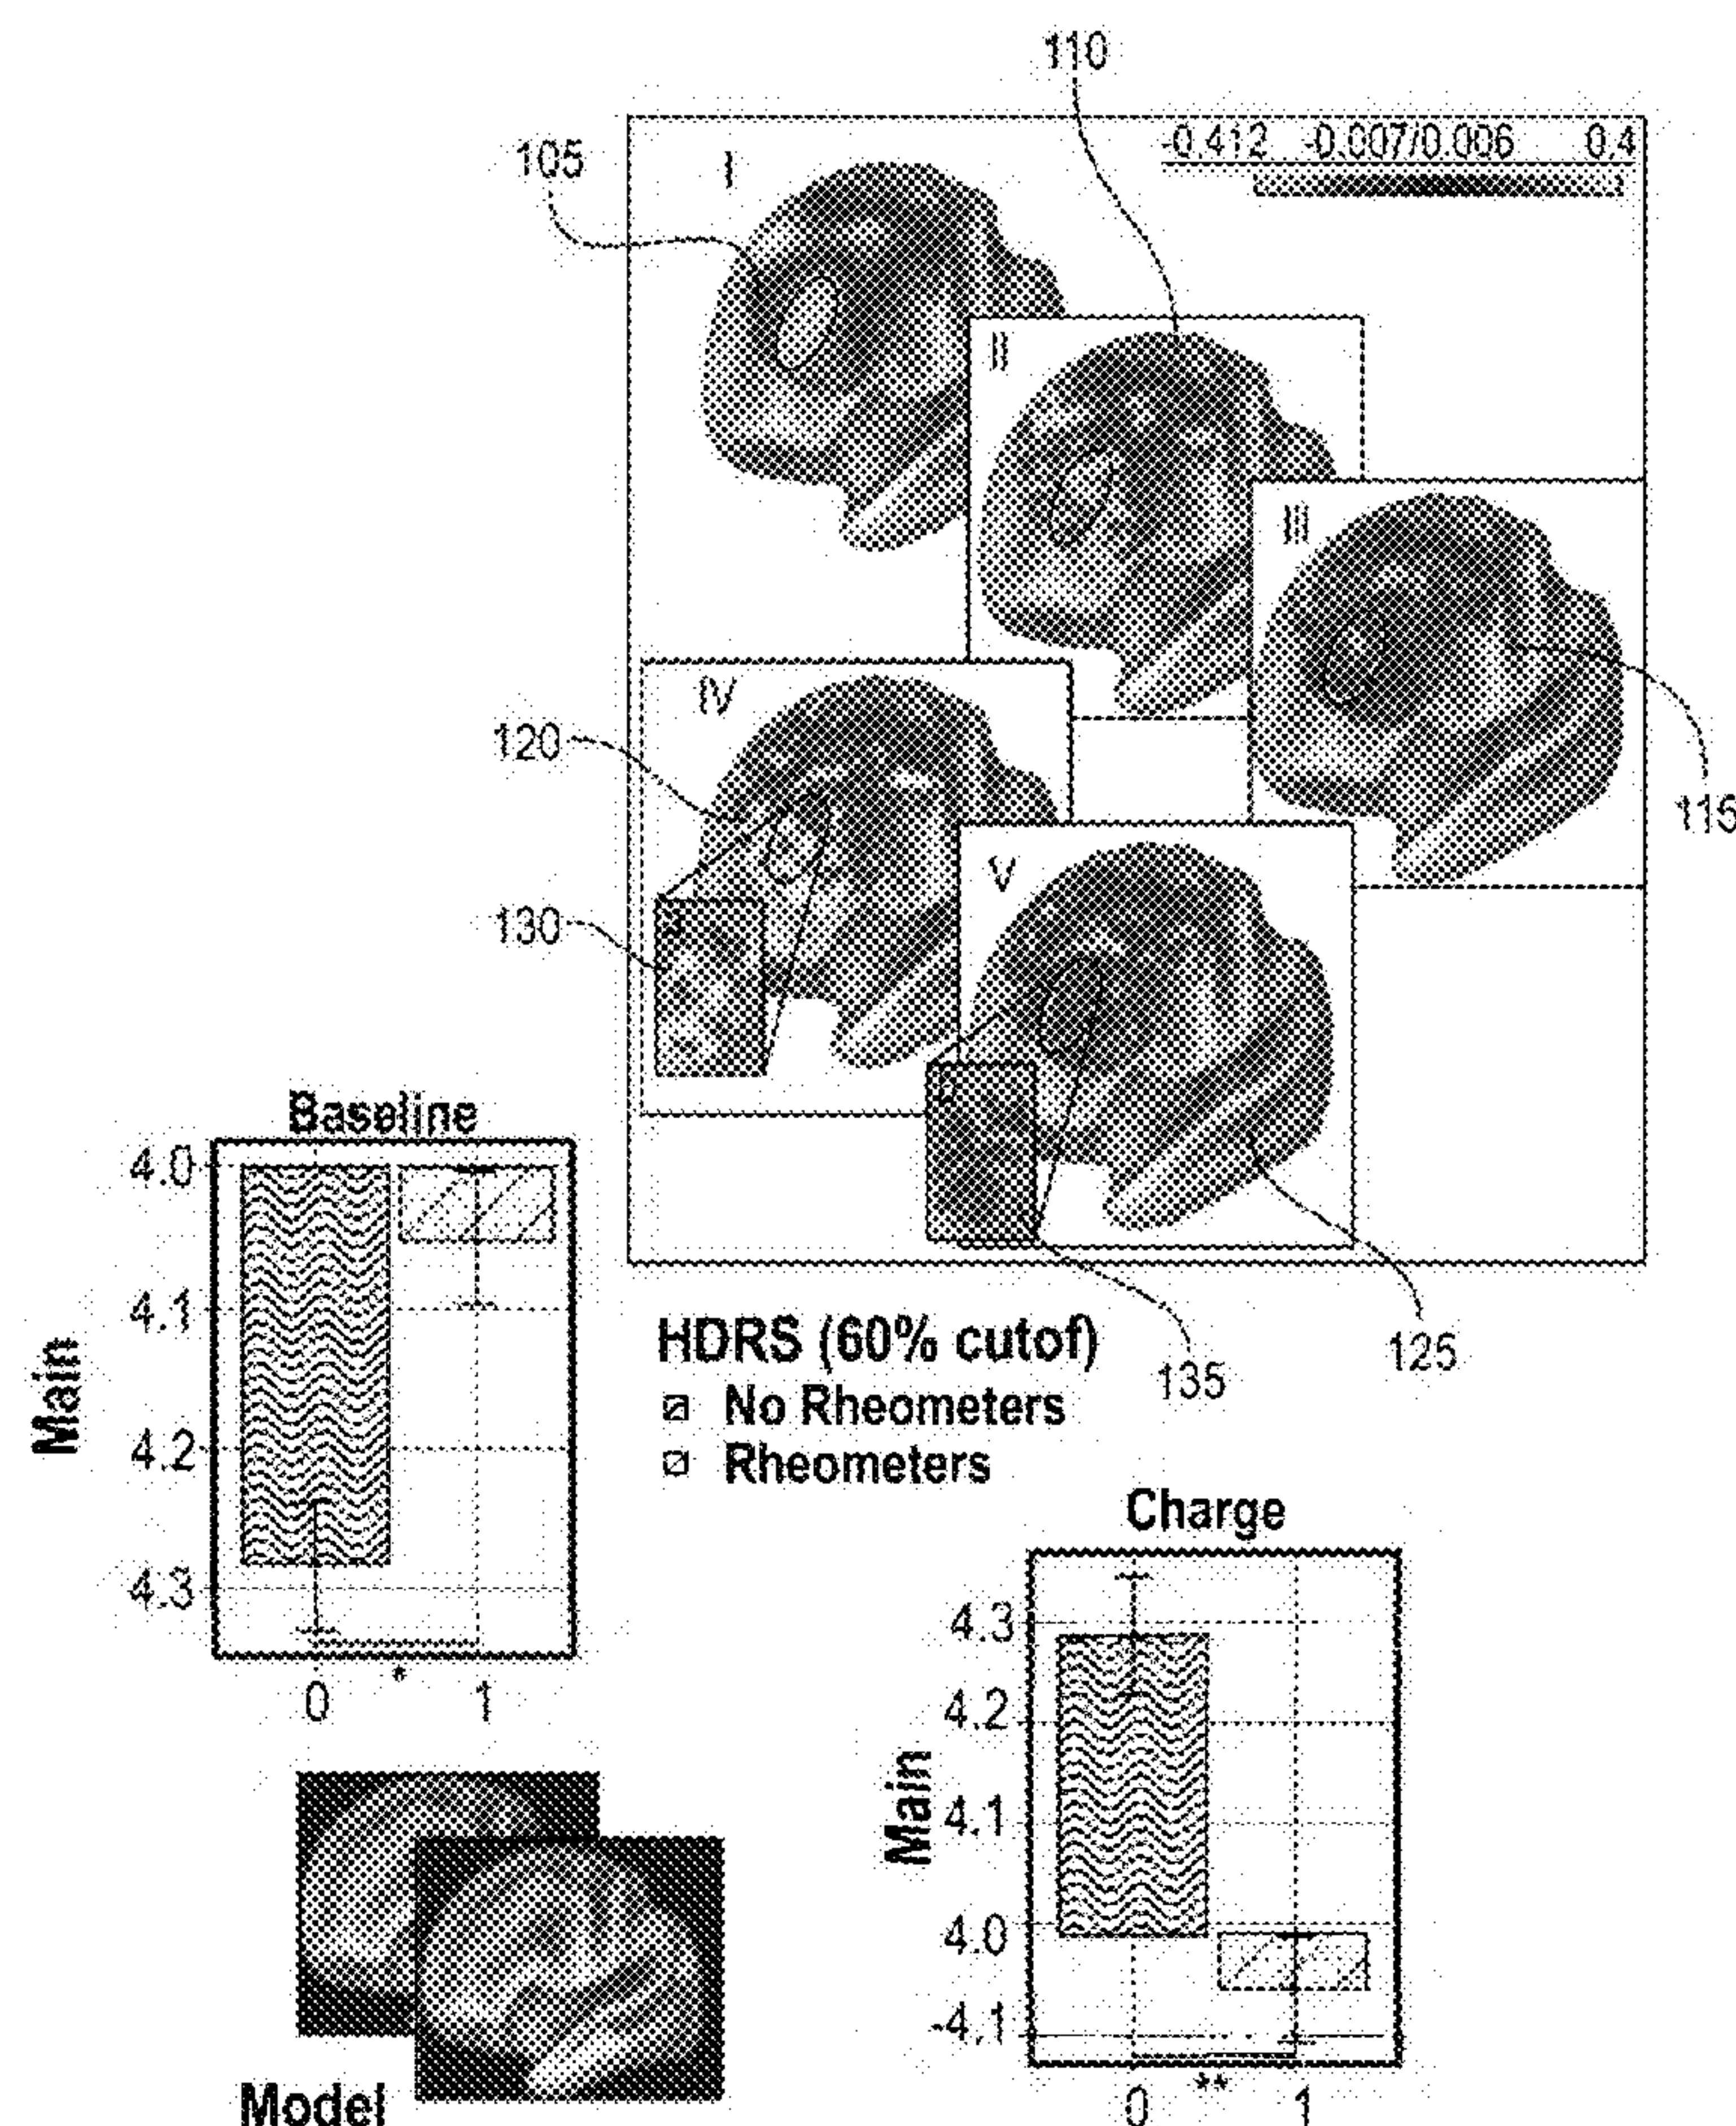 110
-0.412 -0.007/0.006 0.4
105
I
II
III
IV
120
115
V
130
Baseline
4.0
4.1
4.2
4.3
Main
0 * 1
135
125
HDRS (60% cutof)
No Rheometers
Rheometers
Charge
4.3
4.2
4.1
4.0
-4.1
Main
0 ** 1
Model